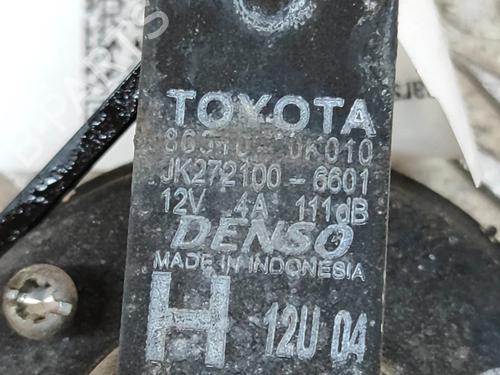 TOYOTA
JK272100-6601
12V 4A 111dB
DENSO
MADE IN INDONESIA
H 12U 04